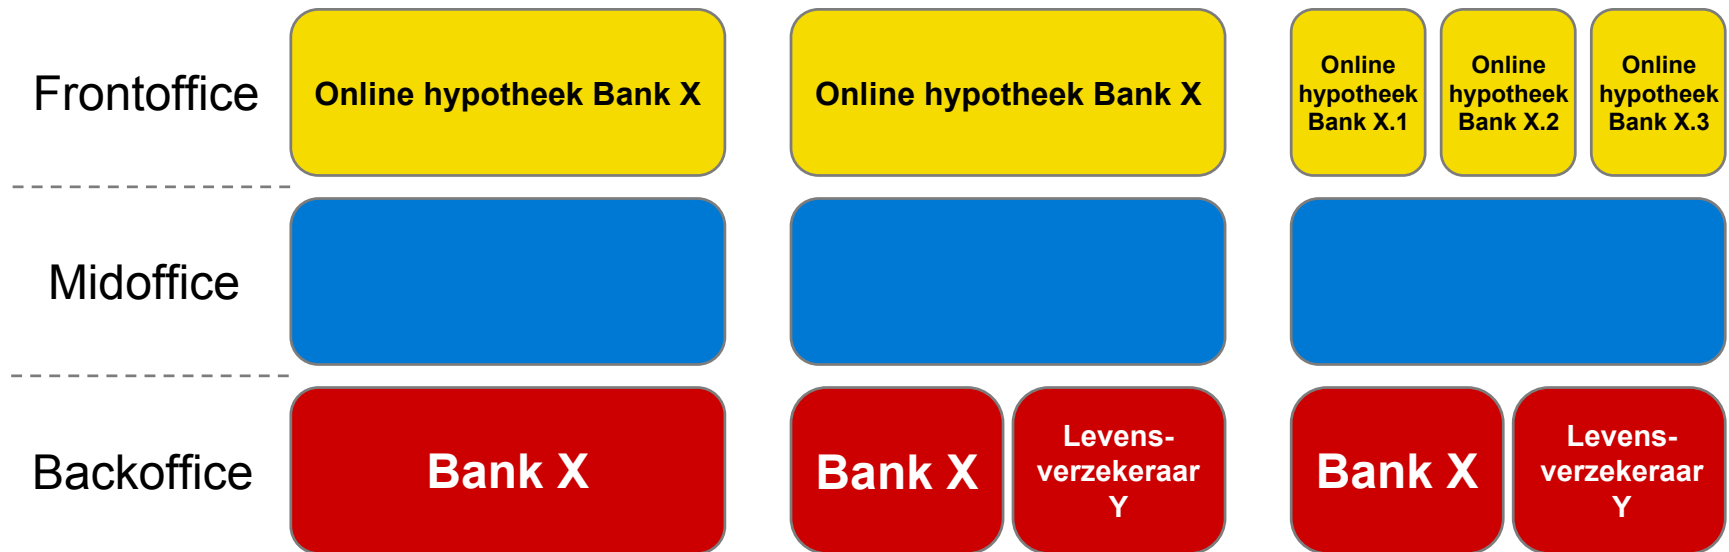 Frontoffice
Online hypotheek Bank X
Online hypotheek Bank X
Online
hypotheek
Bank X.1
Online
hypotheek
Bank X.2
Online
hypotheek
Bank X.3
Midoffice
Backoffice
Bank X
Bank X
Levens-
verzekeraar
Y
Bank X
Levens-
verzekeraar
Y